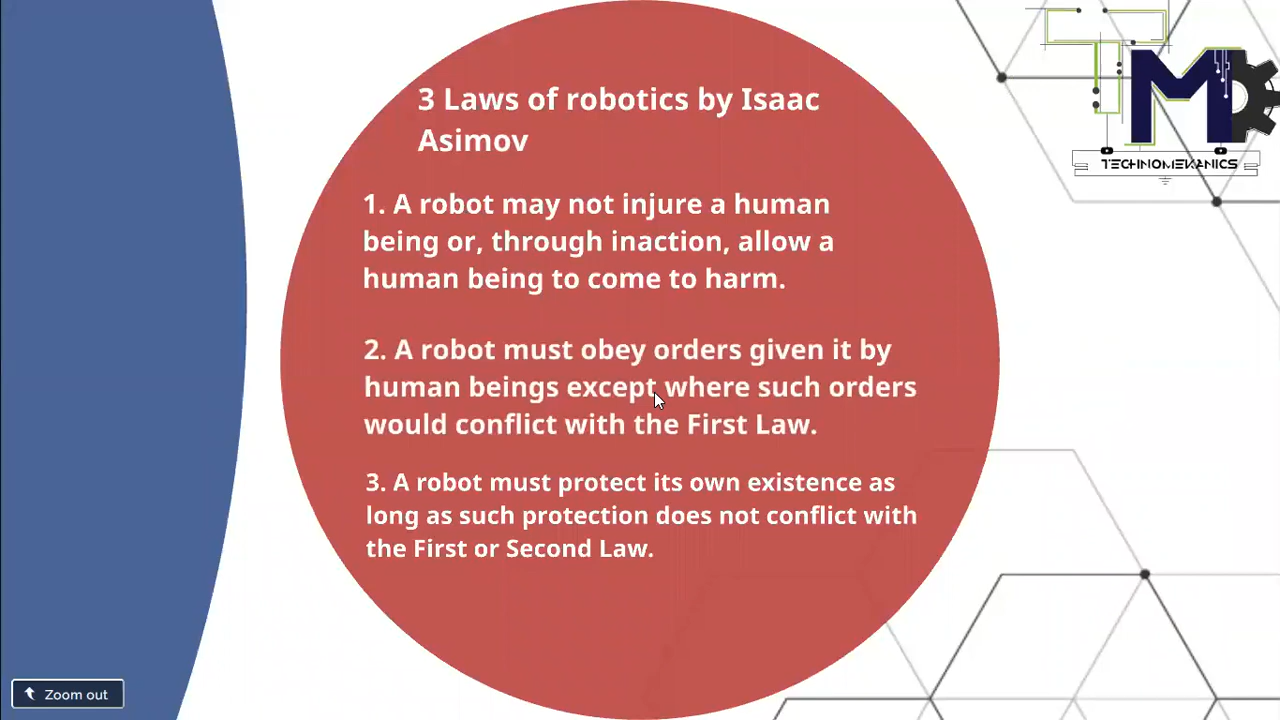 3 Laws of robotics by Isaac
Asimov
1. A robot may not injure a human
being or, through inaction, allow a
human being to come to harm.
2. A robot must obey orders given it by
human beings except where such orders
would conflict with the First Law.
3. A robot must protect its own existence as
long as such protection does not conflict with
the First or Second Law.
TM
TECHNOMEKANICS
Zoom out